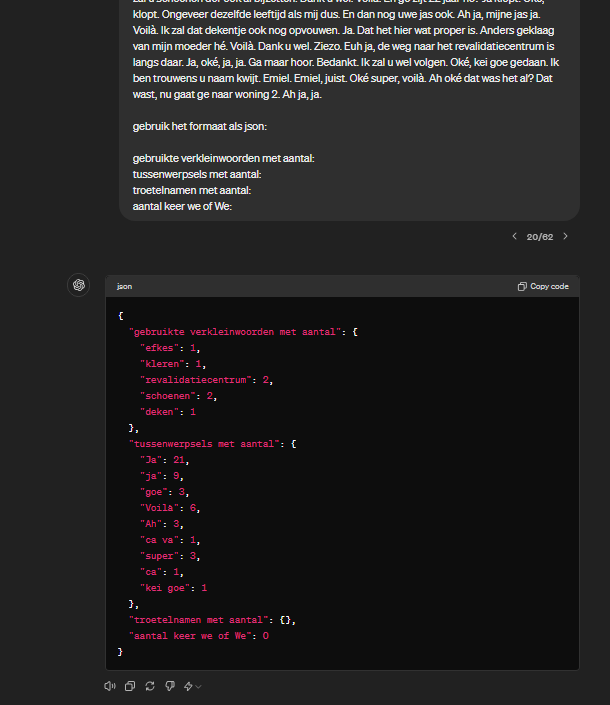 klopt. Ongeveer dezelfde leeftijd als mij dus. En dan nog uwe jas ook. Ah ja, mijne jas ja.
Voilà. Ik zal dat dekentje ook nog opvouwen. Ja. Dat het hier wat proper is. Anders geklaag
van mijn moeder hé. Voilà. Dank u wel. Ziezo. Euh ja, de weg naar het revalidatiecentrum is
langs daar. Ja, oké, ja, ja. Ga maar hoor. Bedankt. Ik zal u wel volgen. Oké, kei goe gedaan. Ik
ben trouwens u naam kwijt. Emiel. Emiel, juist. Oké super, voilà. Ah oké dat was het al? Dat
wast, nu gaat ge naar woning 2. Ah ja, ja.
gebruik het formaat als json:
gebruikte verkleinwoorden met aantal:
tussenwerpsels met aantal:
troetelnamen met aantal:
aantal keer we of We:
20/62
json
Copy code
{
"gebruikte verkleinwoorden met aantal": {
"efkes": 1,
"kleren": 1,
"revalidatiecentrum": 2,
"schoenen": 2,
"deken": 1
},
"tussenwerpsels met aantal": {
"Ja": 21,
"ja": 9,
"goe": 3,
"Voilà": 6,
"Ah": 3,
"ca va": 1,
"super": 3,
"ca": 1,
"kei goe": 1
},
"troetelnamen met aantal": {},
"aantal keer we of We": 0
}